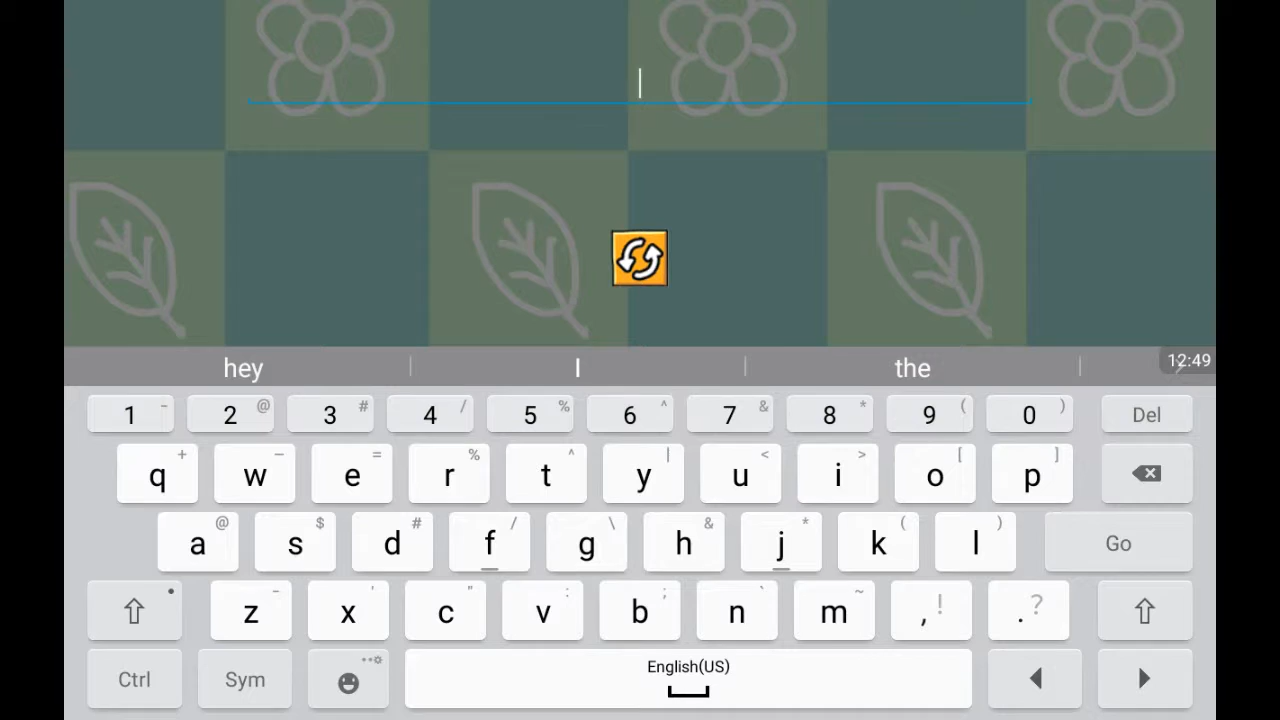 hey I the
12:49
1 - 2 @ 3 # 4 / 5 % 6 ^ 7 & 8 * 9 ( 0 ) Del
q + w - e = r % t ^ y | u < i > o [ p ]
a @ s $ d # f / g \ h & j * k ( l ) Go
z - x ' c " v : b ; n ` m ~ , ! . ?
Ctrl Sym English(US)